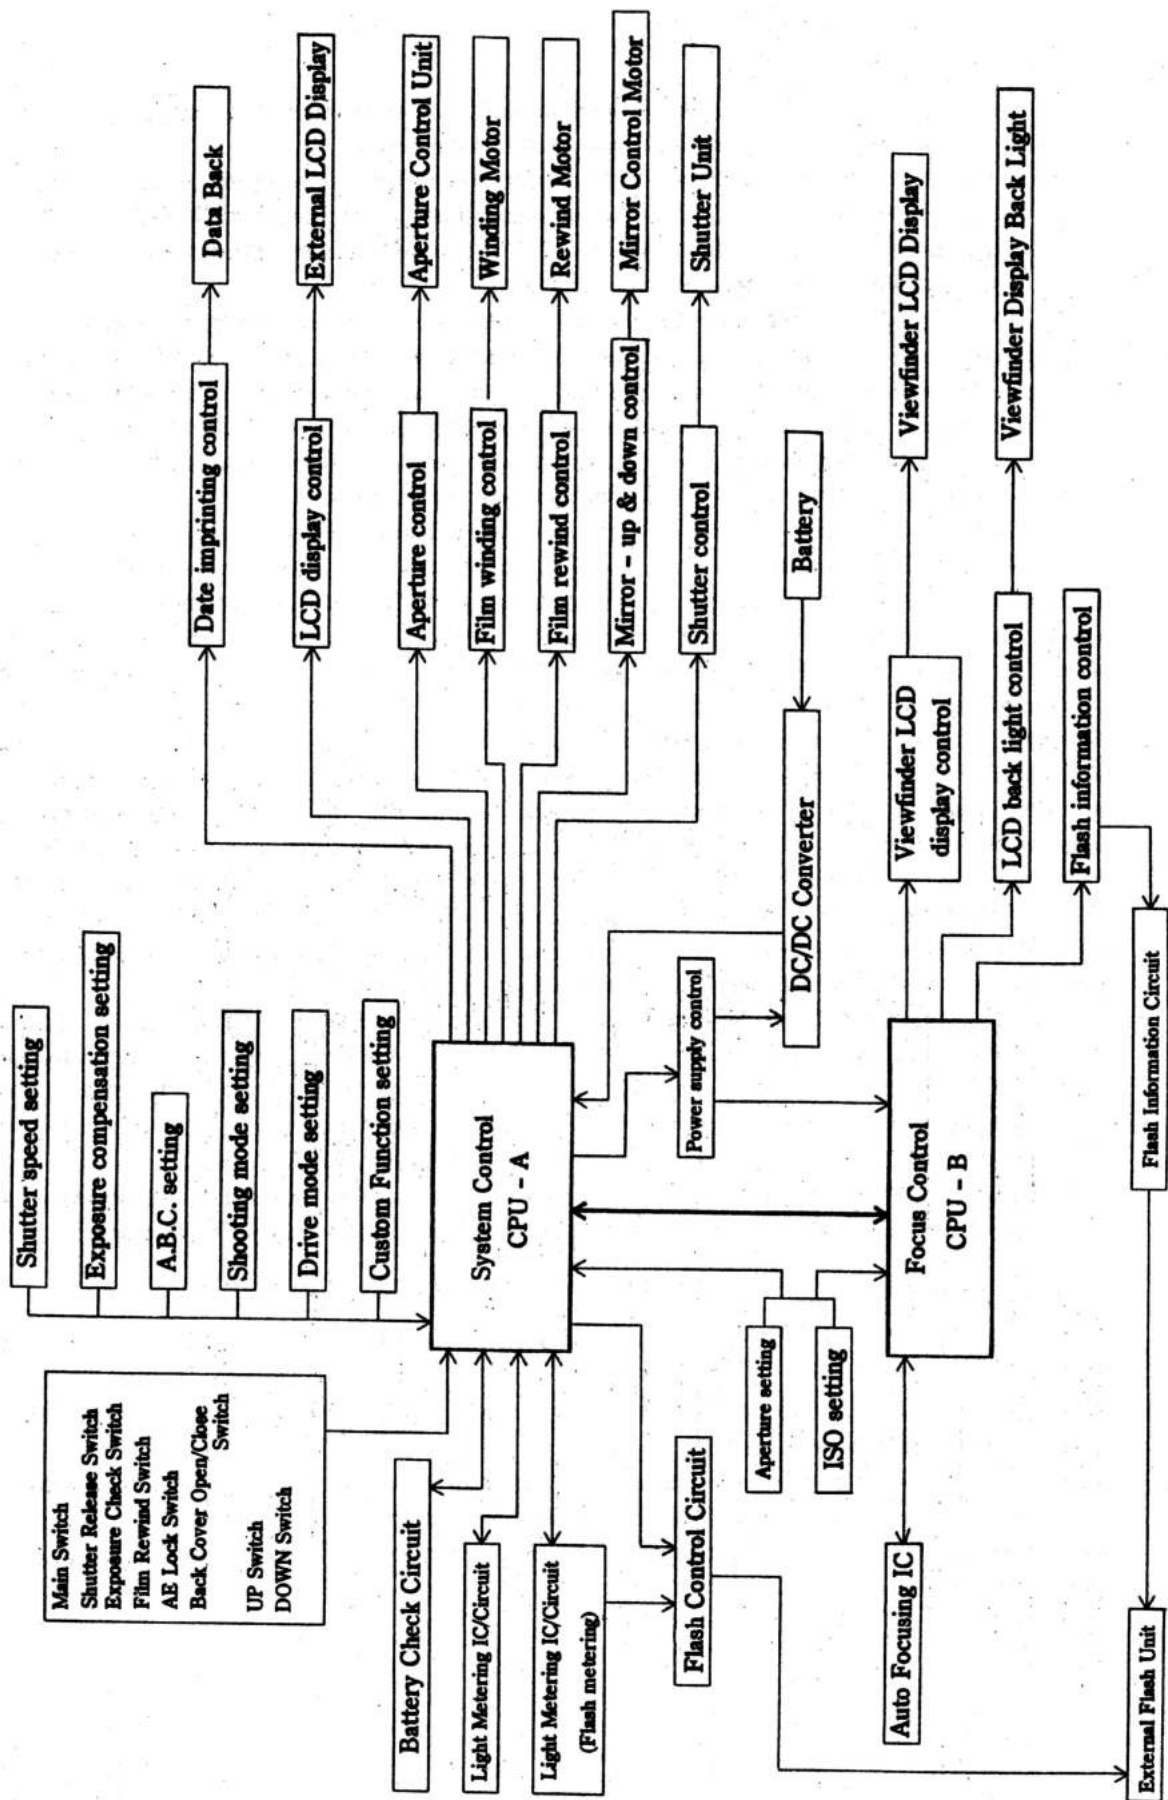 Main Switch
Shutter Release Switch
Exposure Check Switch
Film Rewind Switch
AE Lock Switch
Back Cover Open/Close
Switch
UP Switch
DOWN Switch
Shutter speed setting
Exposure compensation setting
A.B.C. setting
Shooting mode setting
Drive mode setting
Custom Function setting
Date imprinting control
Data Back
LCD display control
External LCD Display
Aperture control
Aperture Control Unit
Film winding control
Winding Motor
Film rewind control
Rewind Motor
Mirror - up & down control
Mirror Control Motor
Shutter control
Shutter Unit
Battery Check Circuit
Light Metering IC/Circuit
Light Metering IC/Circuit
(Flash metering)
Flash Control Circuit
System Control
CPU - A
Power supply control
DC/DC Converter
Battery
Aperture setting
ISO setting
Auto Focusing IC
Focus Control
CPU - B
Viewfinder LCD
display control
Viewfinder LCD Display
LCD back light control
Viewfinder Display Back Light
Flash information control
External Flash Unit
Flash Information Circuit